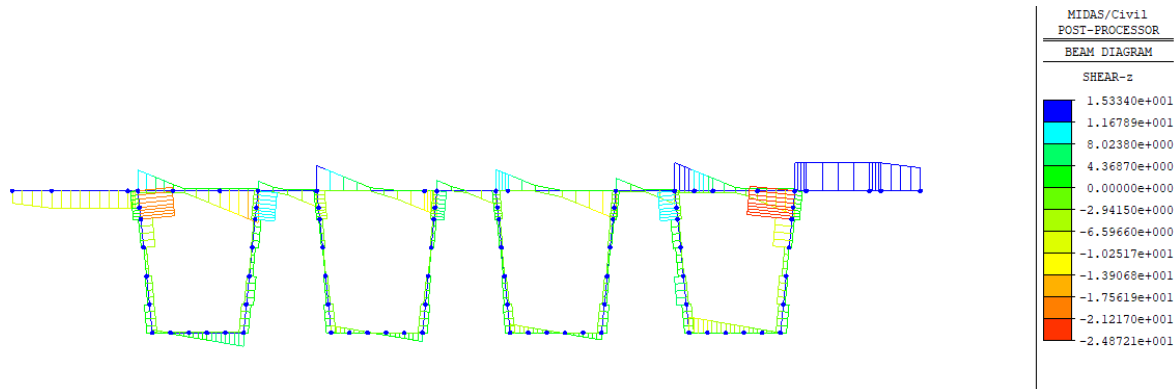 MIDAS/Civil
POST-PROCESSOR
BEAM DIAGRAM
SHEAR-z
1.53340e+001
1.16789e+001
8.02380e+000
4.36870e+000
0.00000e+000
-2.94150e+000
-6.59660e+000
-1.02517e+001
-1.39068e+001
-1.75619e+001
-2.12170e+001
-2.48721e+001